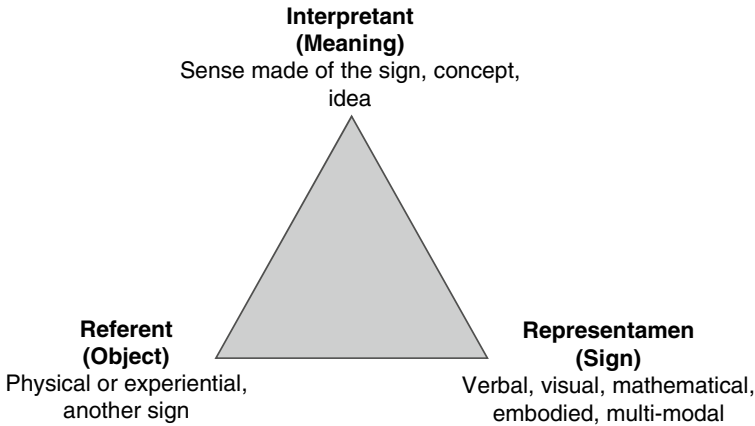 Interpretant
(Meaning)
Sense made of the sign, concept,
idea
Referent
(Object)
Physical or experiential,
another sign
Representamen
(Sign)
Verbal, visual, mathematical,
embodied, multi-modal